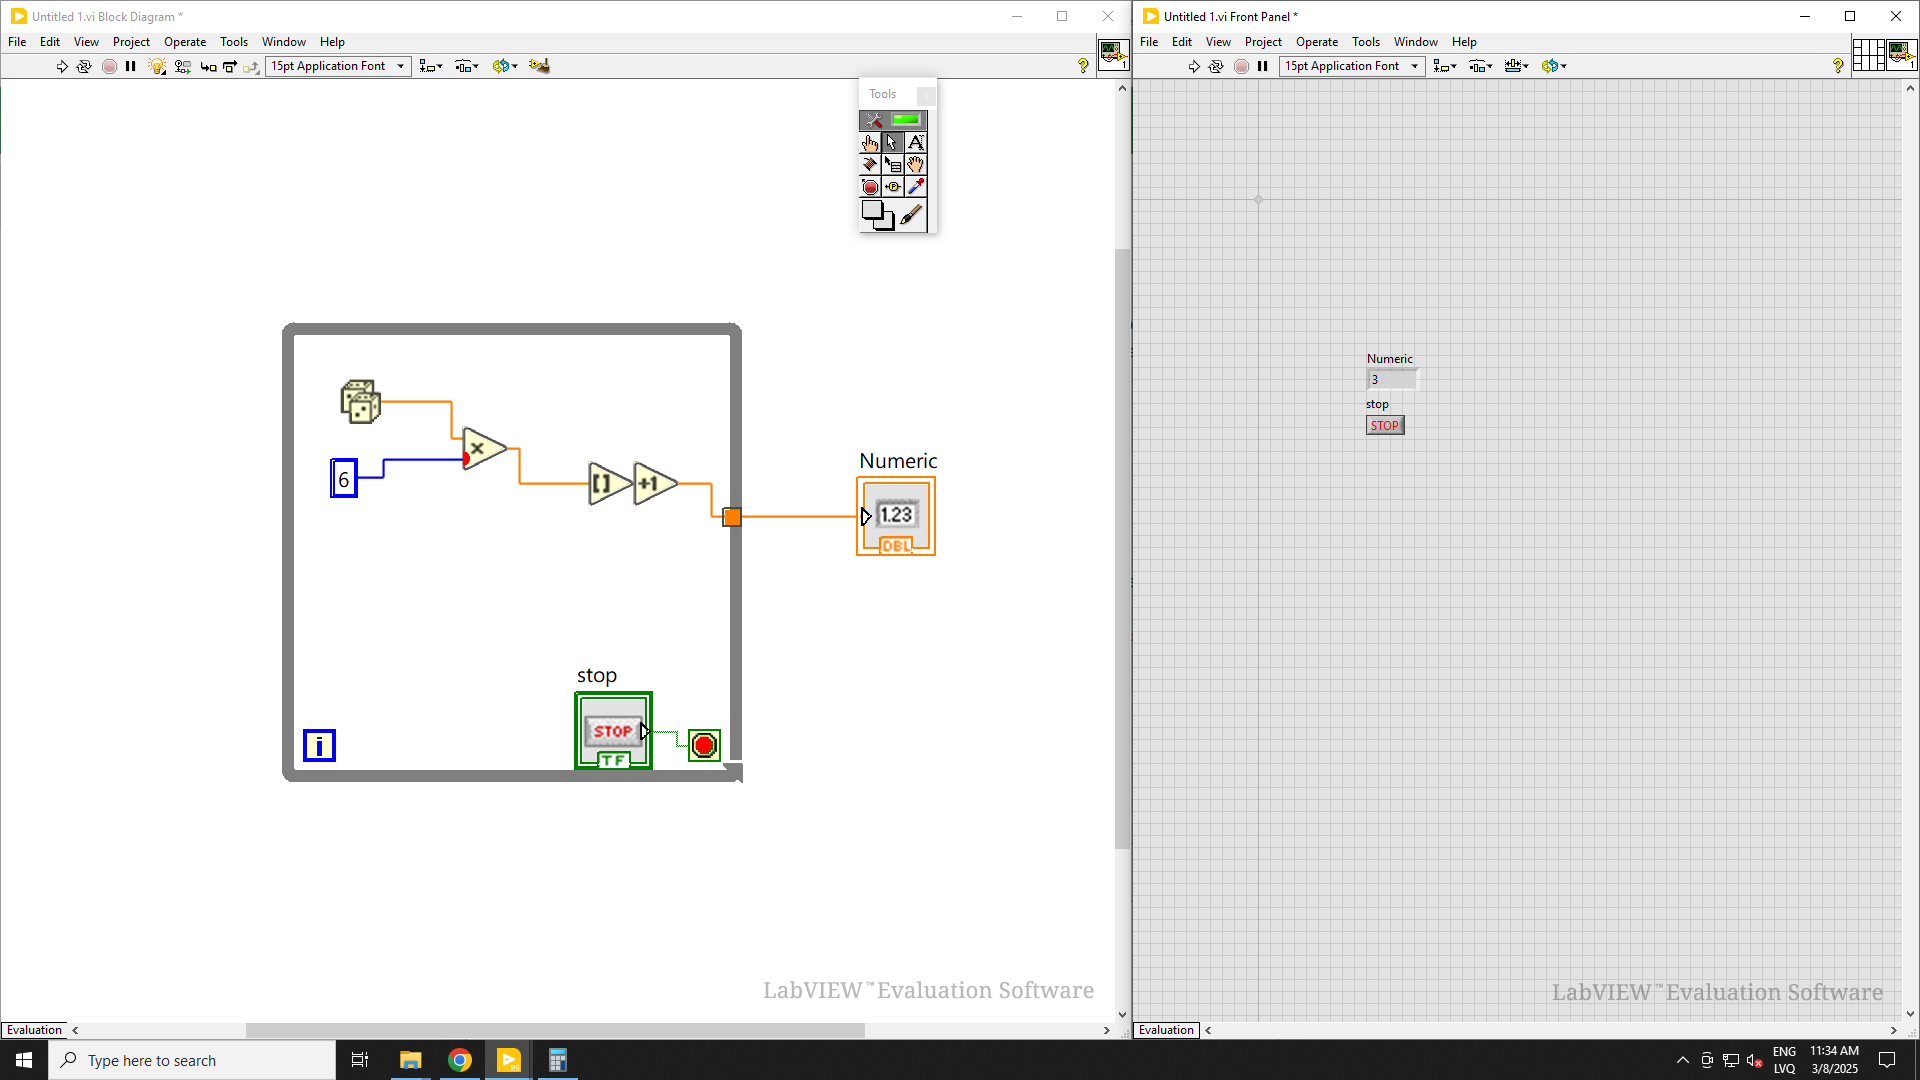 Untitled 1.vi Block Diagram *
File Edit View Project Operate Tools Window Help
15pt Application Font
?
1
Tools
A
P
6
x
[ ]
+1
Numeric
1.23
DBL
stop
STOP
TF
i
LabVIEW™ Evaluation Software
Evaluation
Untitled 1.vi Front Panel *
File Edit View Project Operate Tools Window Help
15pt Application Font
?
1
Numeric
3
stop
STOP
LabVIEW™ Evaluation Software
Evaluation
Type here to search
ENG
LVQ
11:34 AM
3/8/2025